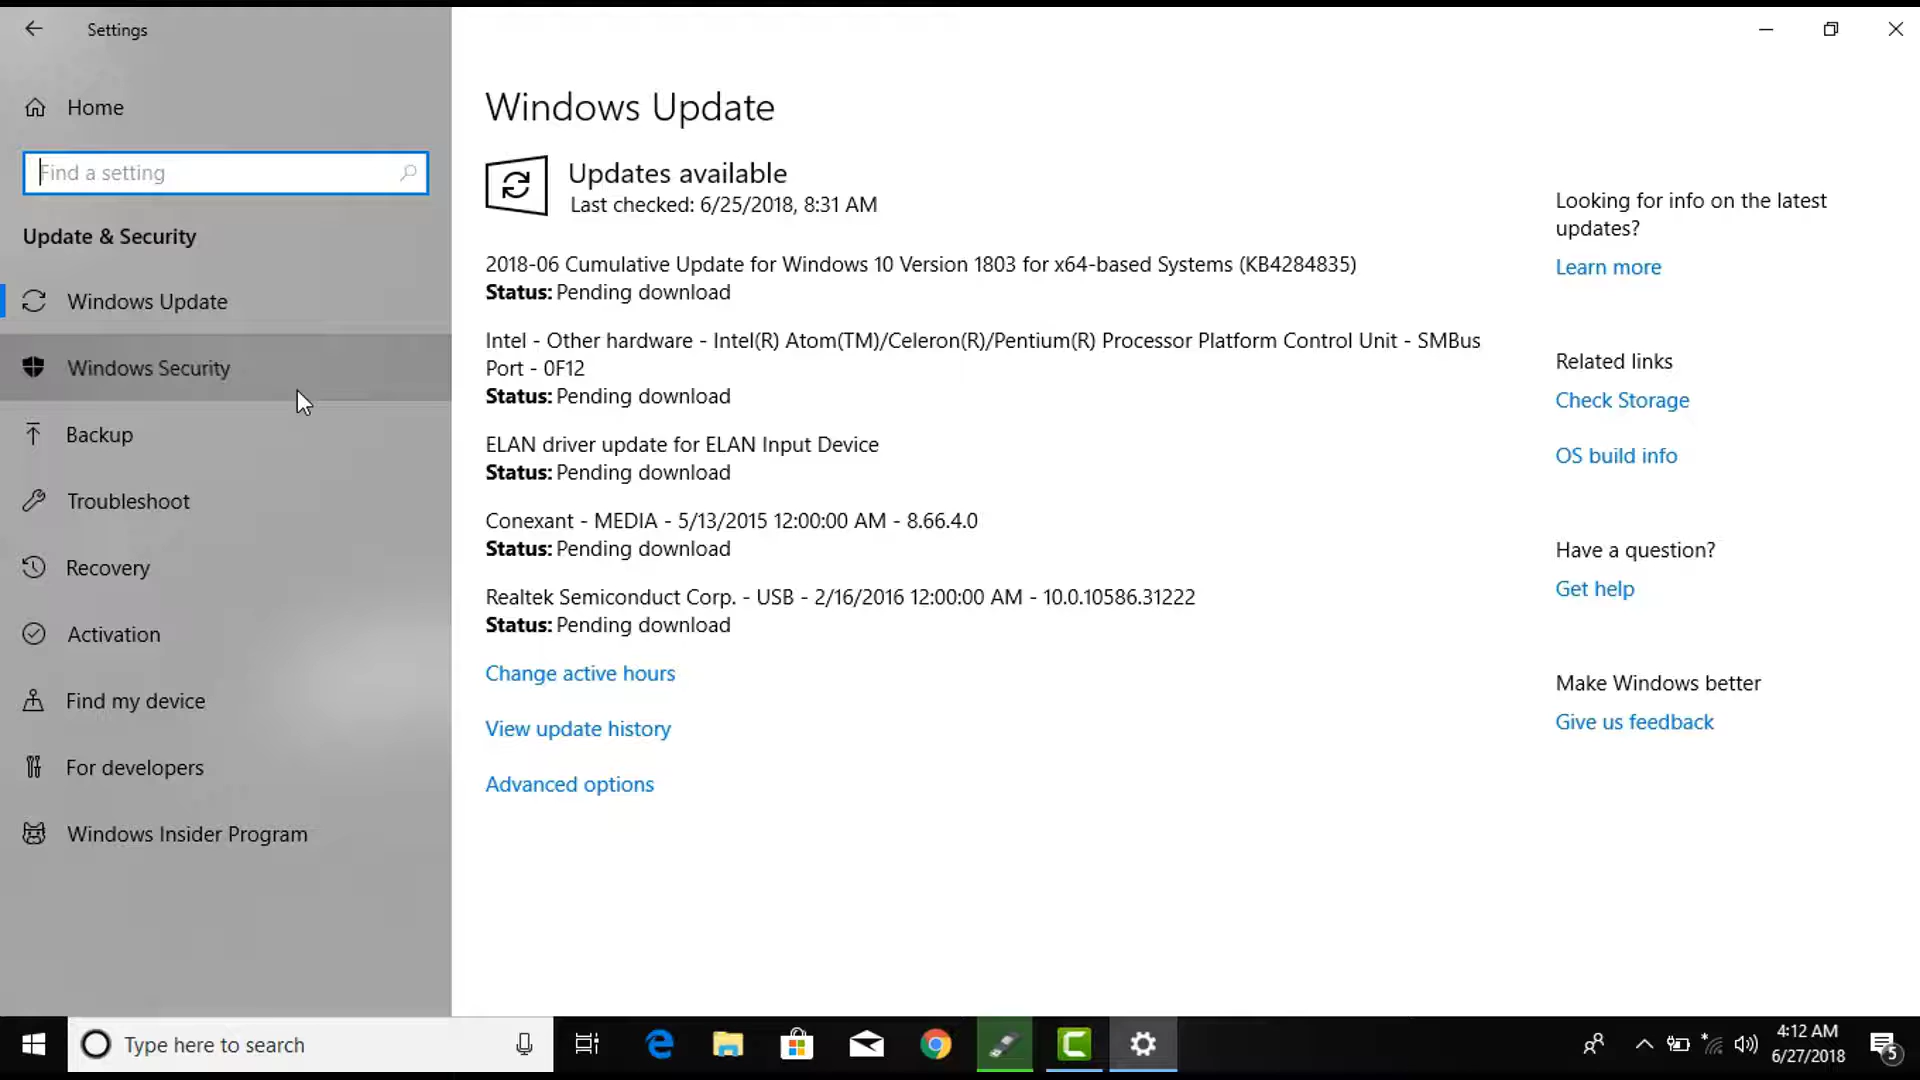 Settings
Home
Find a setting
Update & Security
Windows Update
Windows Security
Backup
Troubleshoot
Recovery
Activation
Find my device
For developers
Windows Insider Program
Windows Update
Updates available
Last checked: 6/25/2018, 8:31 AM
2018-06 Cumulative Update for Windows 10 Version 1803 for x64-based Systems (KB4284835)
Status: Pending download
Intel - Other hardware - Intel(R) Atom(TM)/Celeron(R)/Pentium(R) Processor Platform Control Unit - SMBus
Port - 0F12
Status: Pending download
ELAN driver update for ELAN Input Device
Status: Pending download
Conexant - MEDIA - 5/13/2015 12:00:00 AM - 8.66.4.0
Status: Pending download
Realtek Semiconduct Corp. - USB - 2/16/2016 12:00:00 AM - 10.0.10586.31222
Status: Pending download
Change active hours
View update history
Advanced options
Looking for info on the latest
updates?
Learn more
Related links
Check Storage
OS build info
Have a question?
Get help
Make Windows better
Give us feedback
Type here to search
4:12 AM
6/27/2018
5